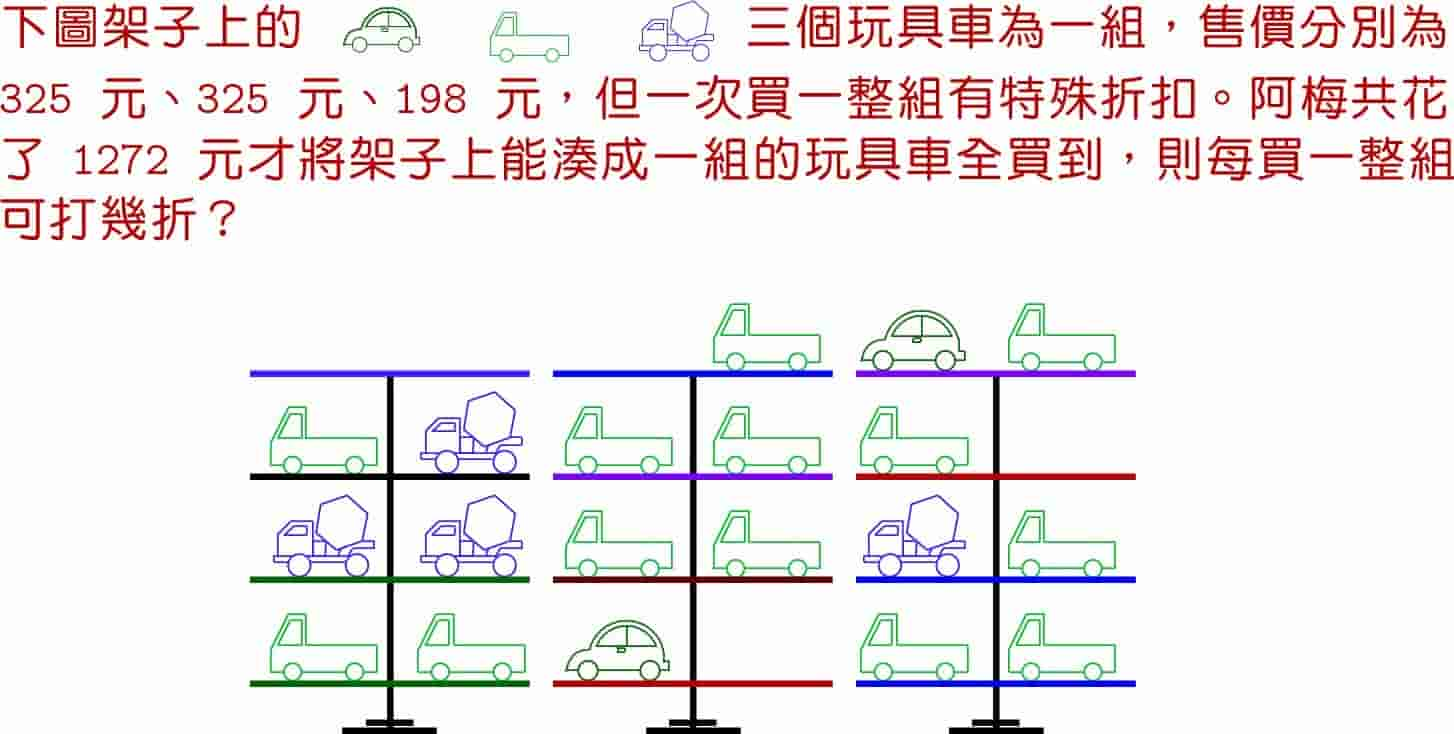 下圖架子上的 三個玩具車為一組，售價分別為
325 元、325 元、198 元，但一次買一整組有特殊折扣。阿梅共花
了 1272 元才將架子上能湊成一組的玩具車全買到，則每買一整組
可打幾折？